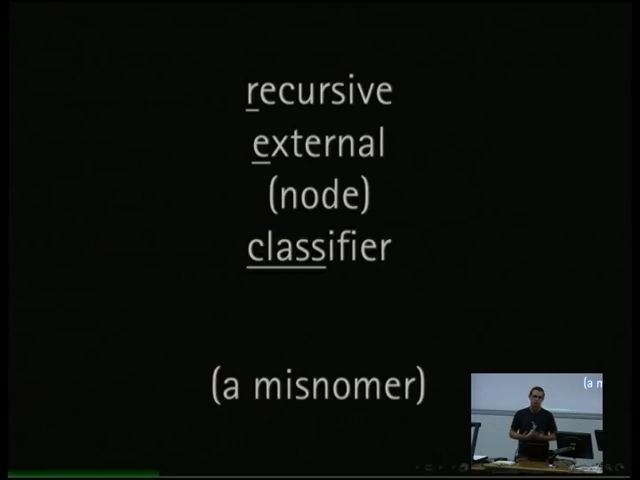 recursive
external
(node)
classifier
(a misnomer)
(a m